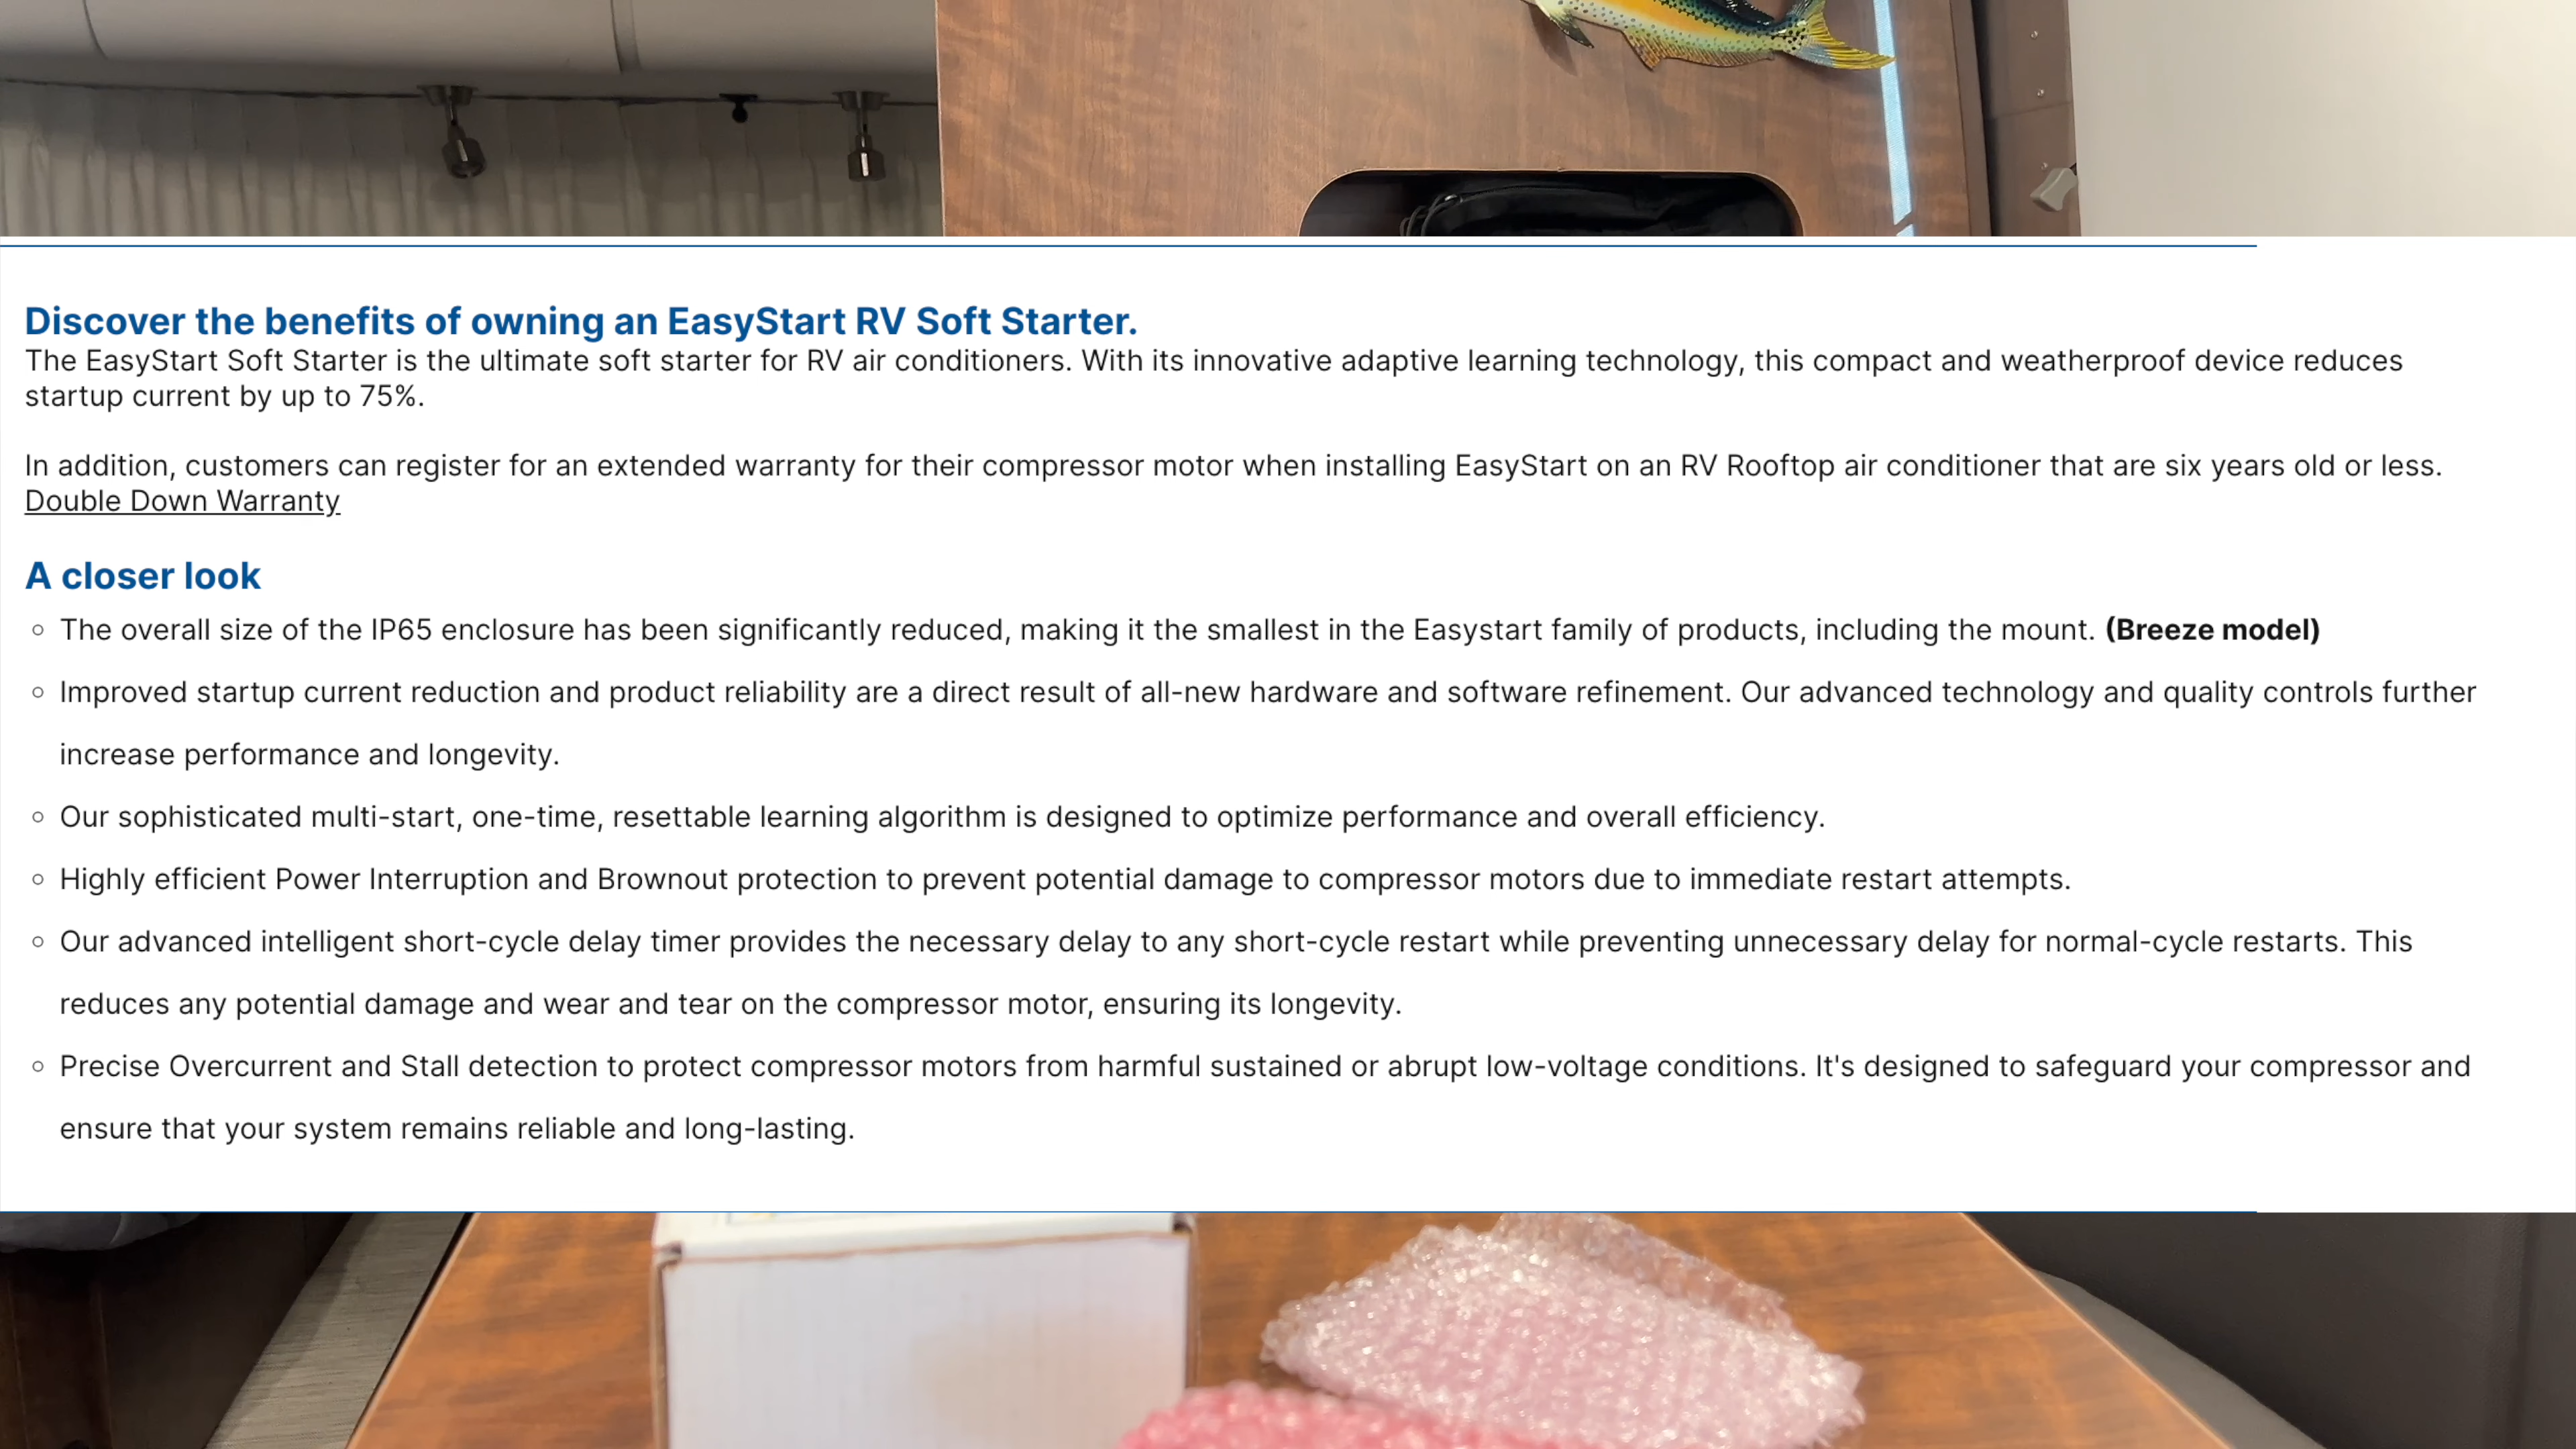 Discover the benefits of owning an EasyStart RV Soft Starter.
The EasyStart Soft Starter is the ultimate soft starter for RV air conditioners. With its innovative adaptive learning technology, this compact and weatherproof device reduces
startup current by up to 75%.
In addition, customers can register for an extended warranty for their compressor motor when installing EasyStart on an RV Rooftop air conditioner that are six years old or less.
Double Down Warranty
A closer look
◦ The overall size of the IP65 enclosure has been significantly reduced, making it the smallest in the Easystart family of products, including the mount. (Breeze model)
◦ Improved startup current reduction and product reliability are a direct result of all-new hardware and software refinement. Our advanced technology and quality controls further
increase performance and longevity.
◦ Our sophisticated multi-start, one-time, resettable learning algorithm is designed to optimize performance and overall efficiency.
◦ Highly efficient Power Interruption and Brownout protection to prevent potential damage to compressor motors due to immediate restart attempts.
◦ Our advanced intelligent short-cycle delay timer provides the necessary delay to any short-cycle restart while preventing unnecessary delay for normal-cycle restarts. This
reduces any potential damage and wear and tear on the compressor motor, ensuring its longevity.
◦ Precise Overcurrent and Stall detection to protect compressor motors from harmful sustained or abrupt low-voltage conditions. It's designed to safeguard your compressor and
ensure that your system remains reliable and long-lasting.